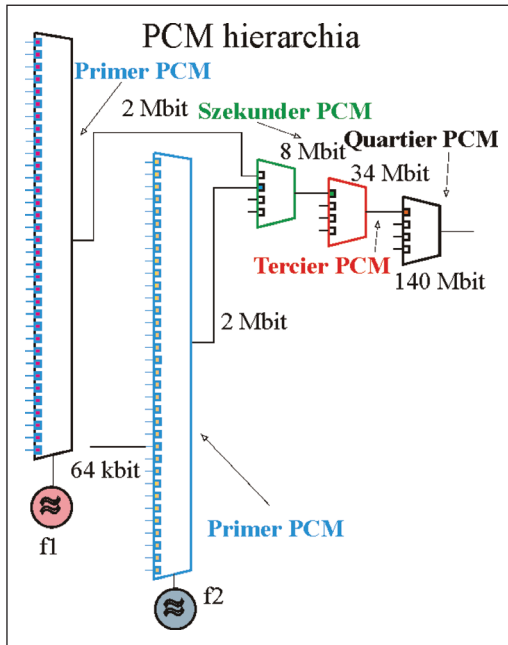 PCM hierarchia
Primer PCM
2 Mbit
Szekunder PCM
8 Mbit
Quartier PCM
34 Mbit
Tercier PCM
140 Mbit
2 Mbit
64 kbit
Primer PCM
f1
f2